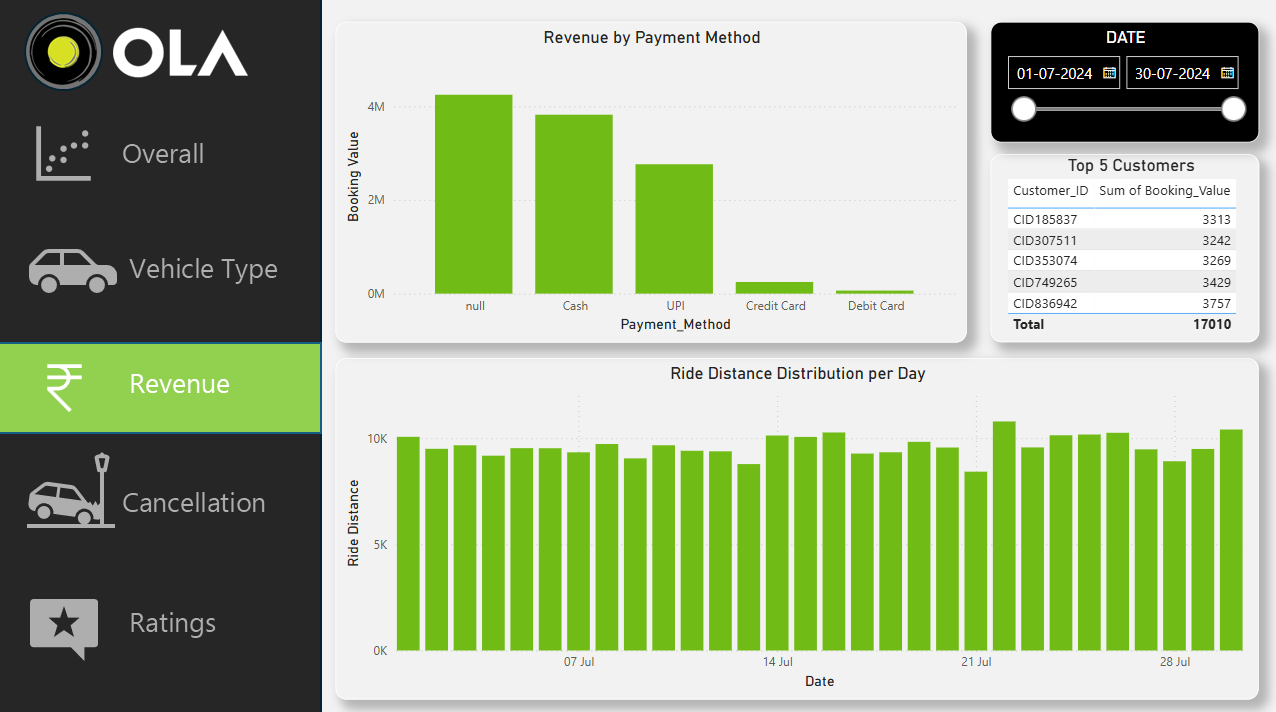 OLA
Overall
Vehicle Type
Revenue
Cancellation
Ratings
Revenue by Payment Method
Booking Value
4M
2M
0M
null Cash UPI Credit Card Debit Card
Payment_Method
DATE
01-07-2024 30-07-2024
Top 5 Customers
Customer_ID Sum of Booking_Value
CID185837 3313
CID307511 3242
CID353074 3269
CID749265 3429
CID836942 3757
Total 17010
Ride Distance Distribution per Day
Ride Distance
10K
5K
0K
07 Jul 14 Jul 21 Jul 28 Jul
Date